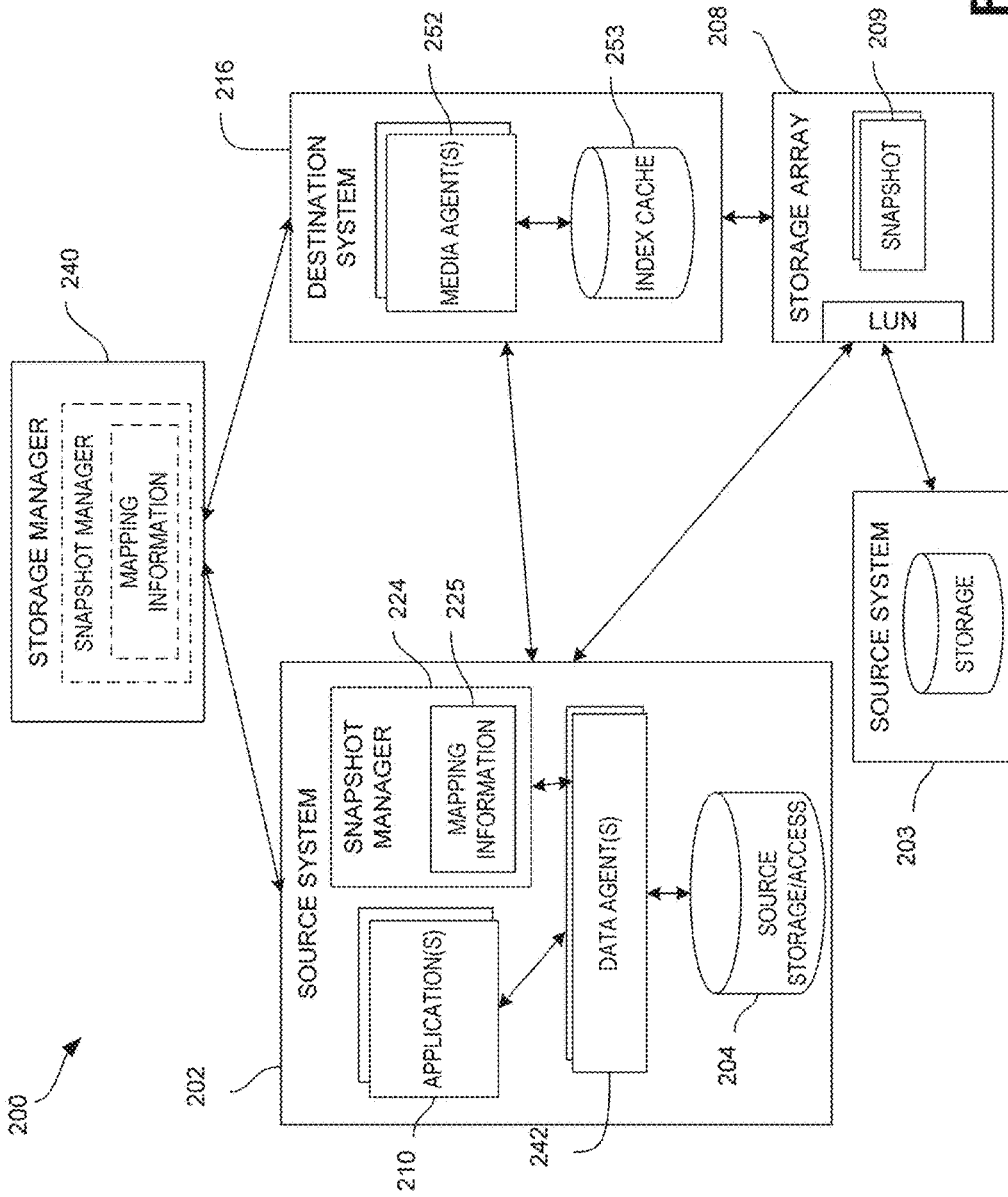 200
240
STORAGE MANAGER
SNAPSHOT MANAGER
MAPPING
INFORMATION
202
SOURCE SYSTEM
210
APPLICATION(S)
SNAPSHOT
MANAGER
224
MAPPING
INFORMATION
225
242
DATA AGENT(S)
204
SOURCE
STORAGE/ACCESS
216
DESTINATION
SYSTEM
MEDIA AGENT(S)
252
INDEX CACHE
253
203
SOURCE SYSTEM
STORAGE
208
STORAGE ARRAY
LUN
SNAPSHOT
209